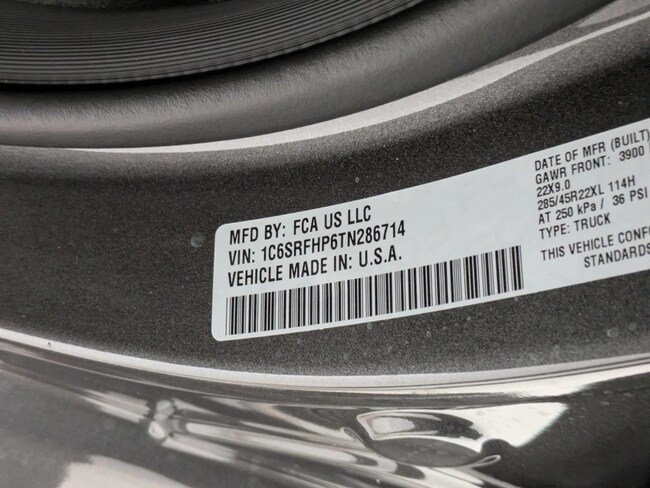 MFD BY: FCA US LLC
VIN: 1C6SRFHP6TN286714
VEHICLE MADE IN: U.S.A.
DATE OF MFR (BUILT)
GAWR FRONT: 3900
22X9.0
285/45R22XL 114H
AT 250 kPa / 36 PSI
TYPE: TRUCK
THIS VEHICLE CONF
STANDARDS